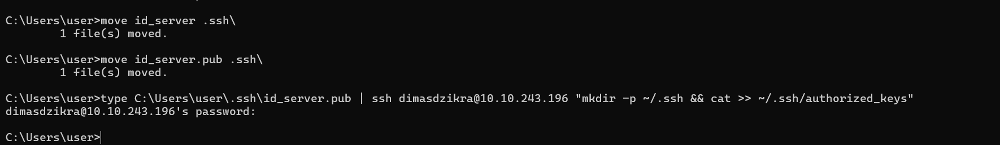 C:\Users\user>move id_server .ssh\
        1 file(s) moved.
C:\Users\user>move id_server.pub .ssh\
        1 file(s) moved.
C:\Users\user>type C:\Users\user\.ssh\id_server.pub | ssh dimasdzikra@10.10.243.196 "mkdir -p ~/.ssh && cat >> ~/.ssh/authorized_keys"
dimasdzikra@10.10.243.196's password:
C:\Users\user>